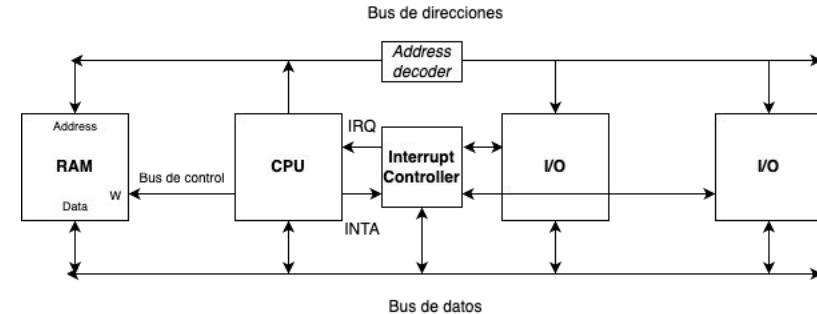 Bus de direcciones
Address
decoder
Address
RAM
Data
W
Bus de control
CPU
IRQ
INTA
Interrupt
Controller
I/O
I/O
Bus de datos